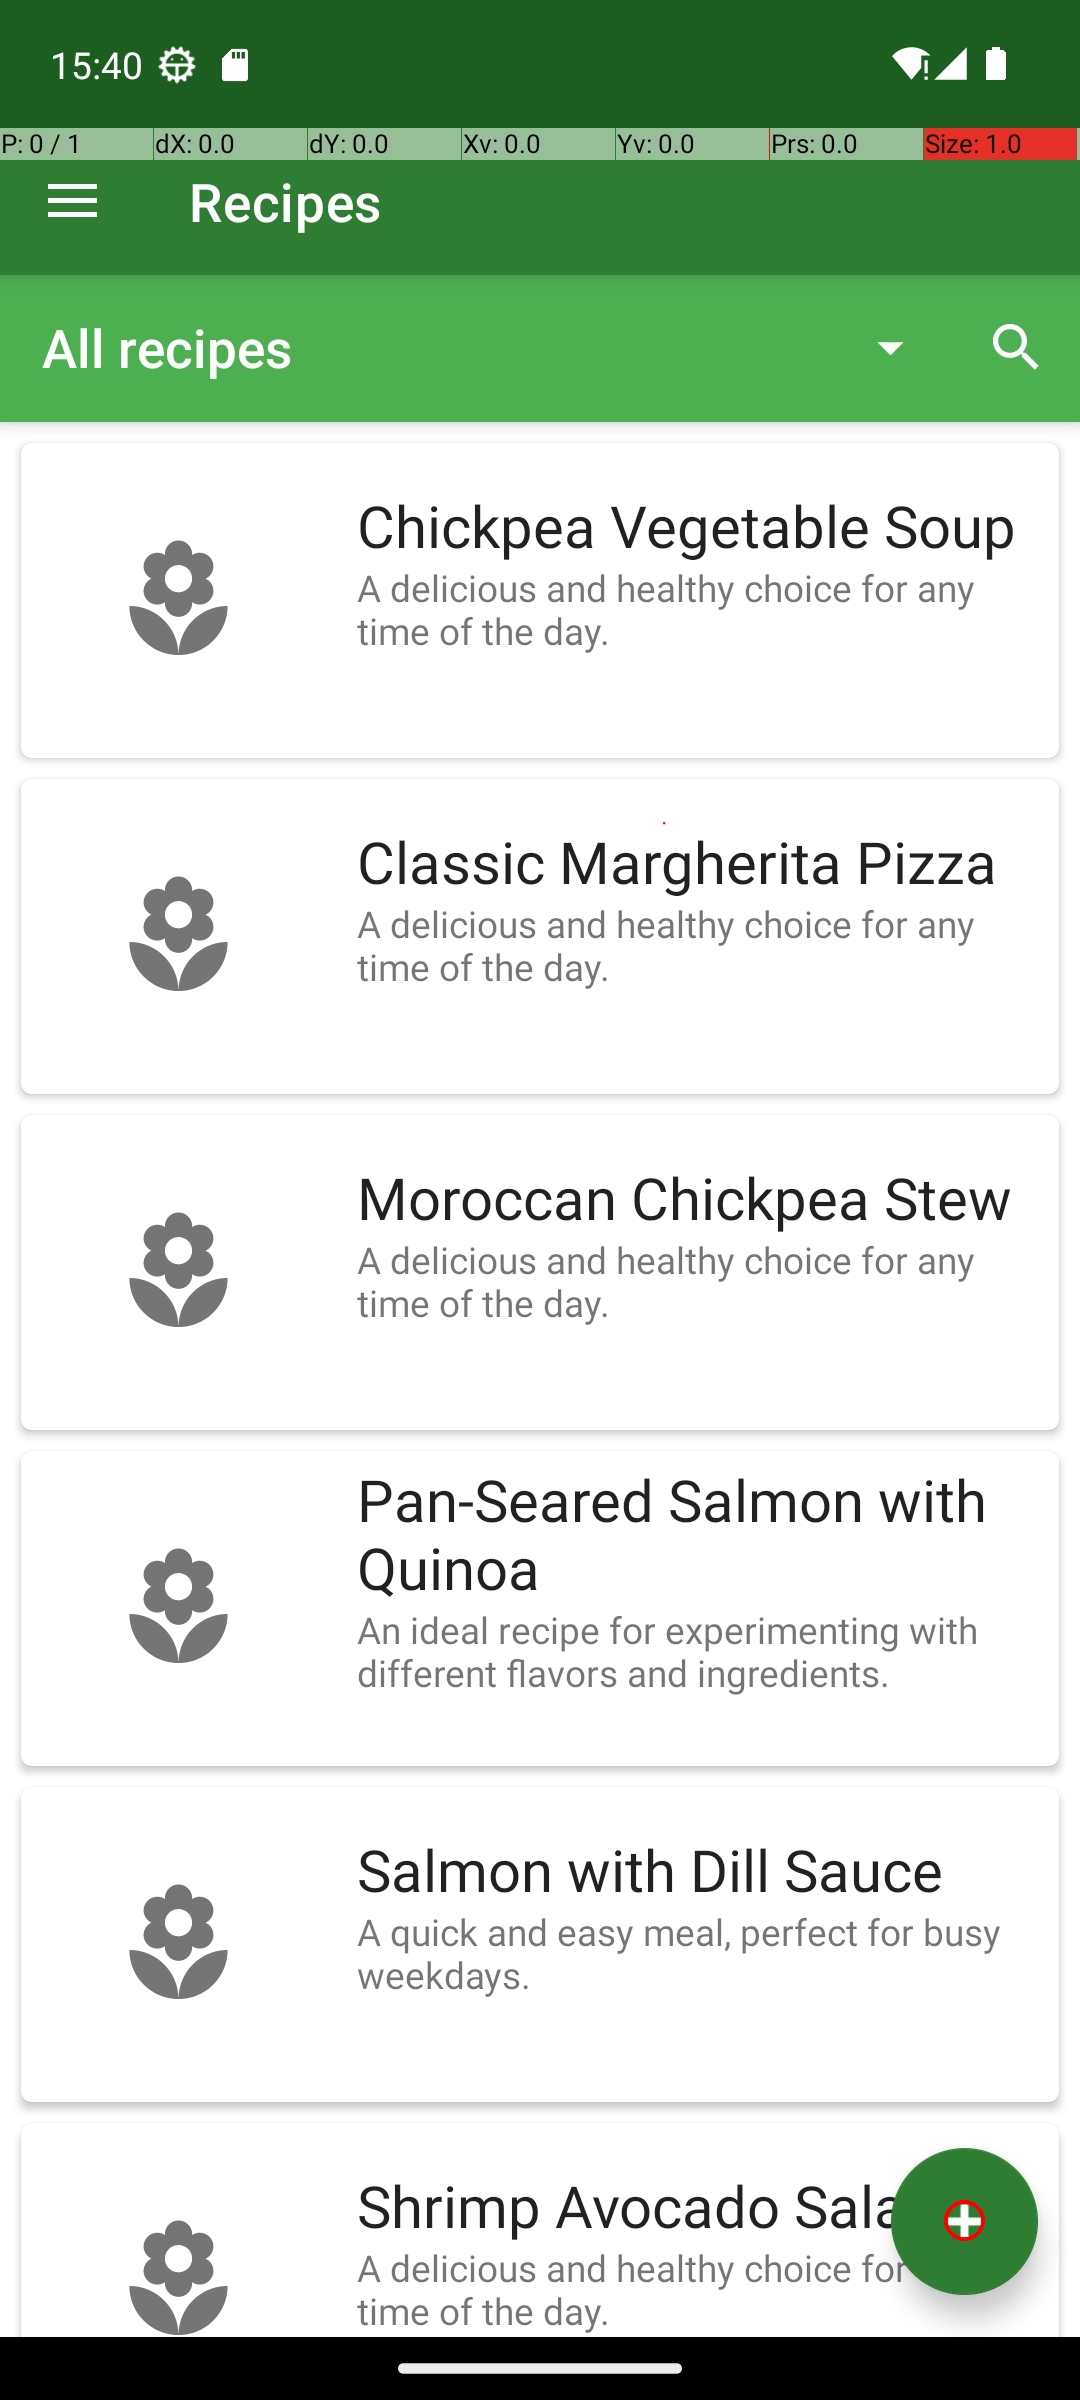 15:40
P: 0 / 1 dX: 0.0 dY: 0.0 Xv: 0.0 Yv: 0.0 Prs: 0.0 Size: 1.0
Recipes
All recipes
Chickpea Vegetable Soup
A delicious and healthy choice for any
time of the day.
Classic Margherita Pizza
A delicious and healthy choice for any
time of the day.
Moroccan Chickpea Stew
A delicious and healthy choice for any
time of the day.
Pan-Seared Salmon with
Quinoa
An ideal recipe for experimenting with
different flavors and ingredients.
Salmon with Dill Sauce
A quick and easy meal, perfect for busy
weekdays.
Shrimp Avocado
A delicious and healthy choice for
time of the day.